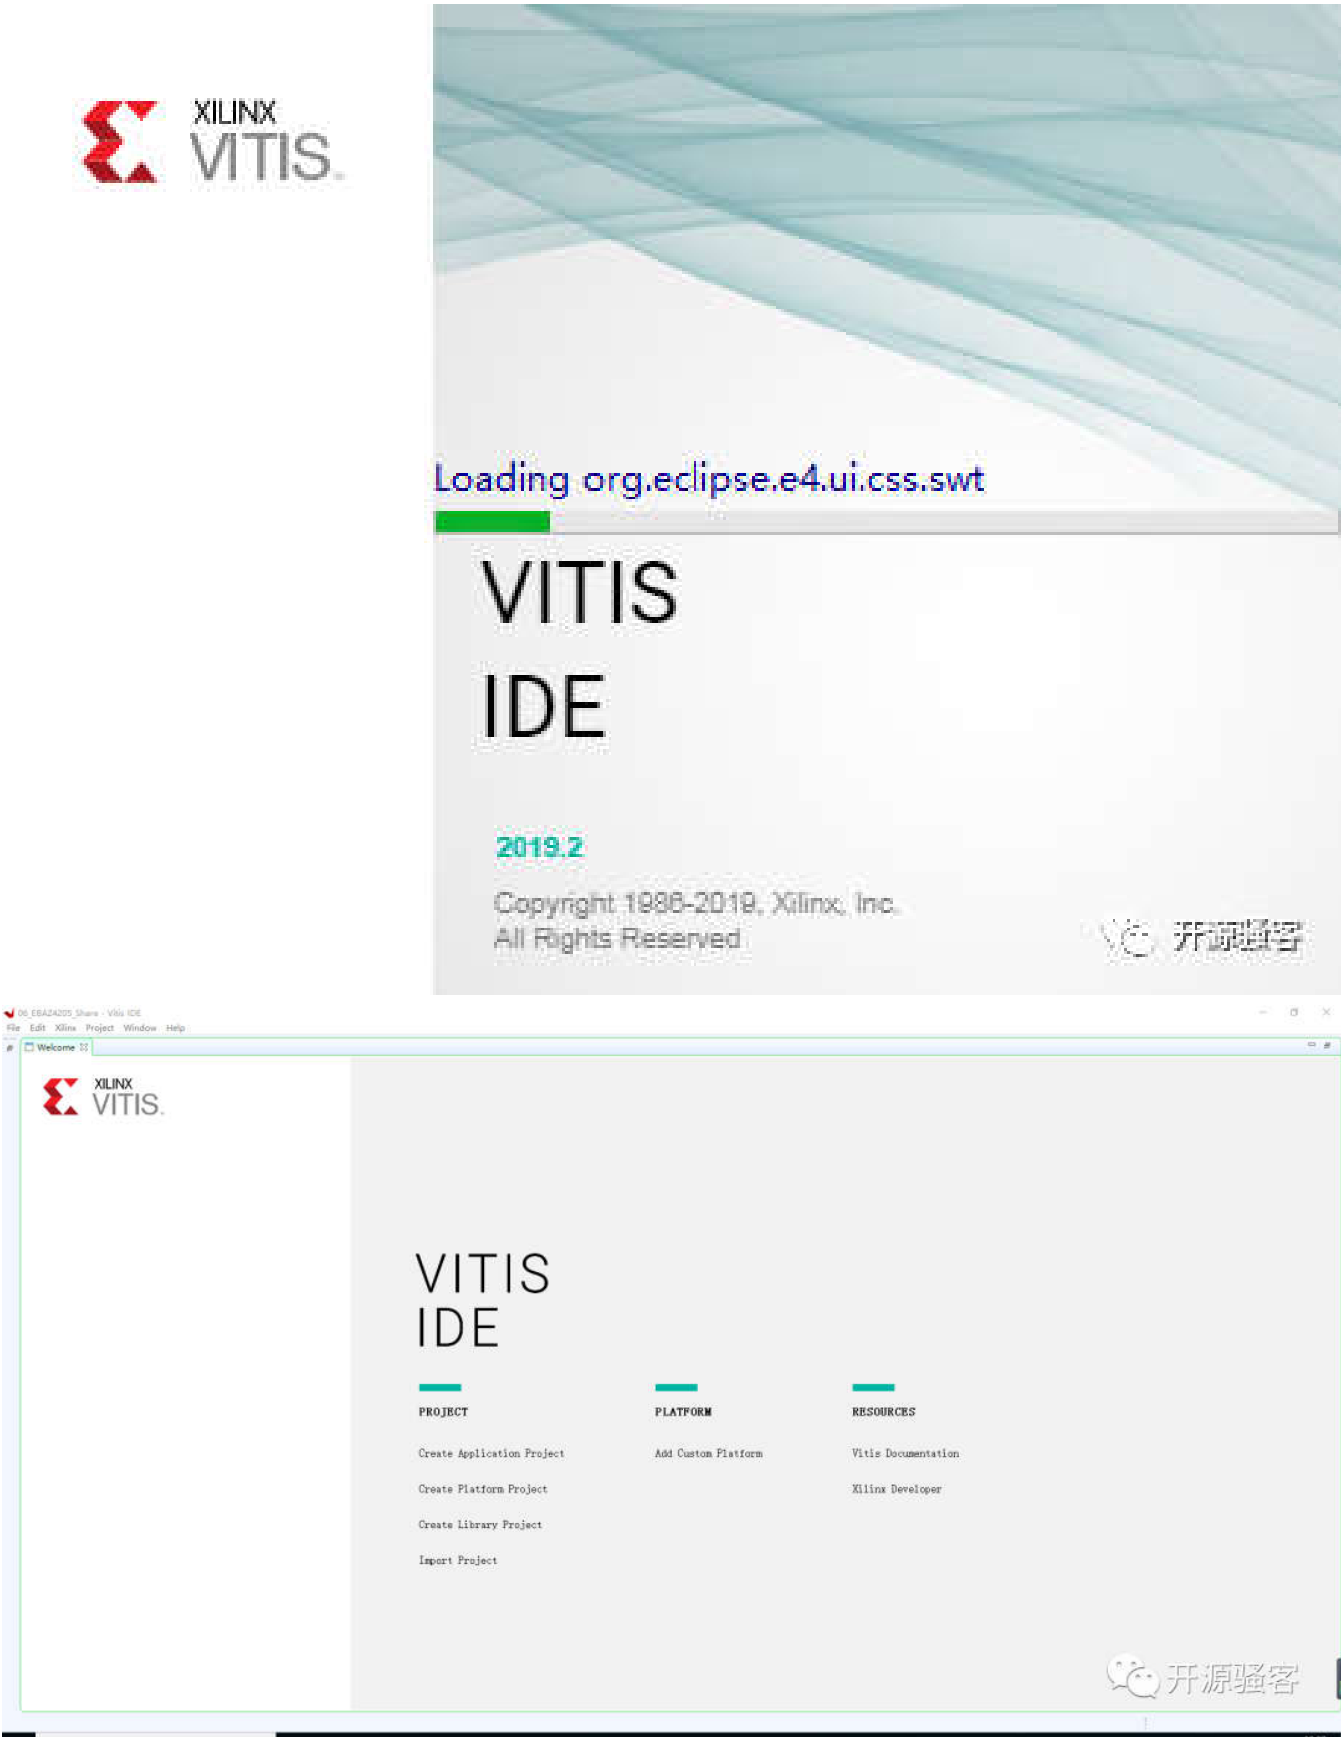 XILINX
VITIS.
Loading org.eclipse.e4.ui.css.swt
VITIS
IDE
2019.2
Copyright 1986-2019, Xilinx, Inc.
All Rights Reserved
开源骚客
06_EBAZ4205_Share - Vitis IDE
File Edit Xilinx Project Window Help
Welcome
XILINX
VITIS.
VITIS
IDE
PROJECT PLATFORM RESOURCES
Create Application Project Add Custom Platform Vitis Documentation
Create Platform Project Xilinx Developer
Create Library Project
Import Project
开源骚客